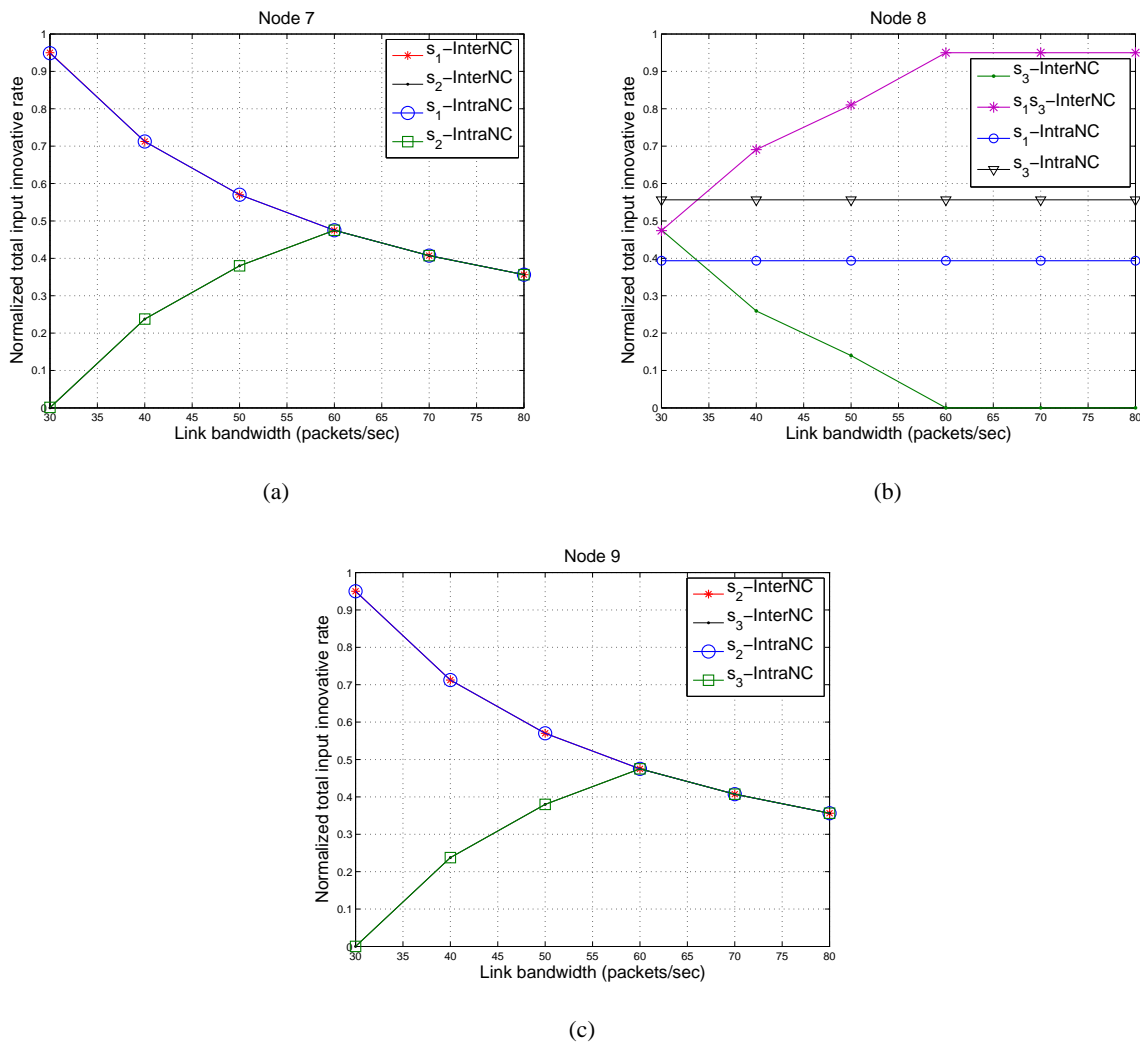 Node 7
Normalized total input innovative rate
1
0.9
0.8
0.7
0.6
0.5
0.4
0.3
0.2
0.1
0
30 35 40 45 50 55 60 65 70 75 80
Link bandwidth (packets/sec)
s1−InterNC
s2−InterNC
s1−IntraNC
s2−IntraNC
(a)
Node 8
Normalized total input innovative rate
1
0.9
0.8
0.7
0.6
0.5
0.4
0.3
0.2
0.1
0
30 35 40 45 50 55 60 65 70 75 80
Link bandwidth (packets/sec)
s3−InterNC
s1s3−InterNC
s1−IntraNC
s3−IntraNC
(b)
Node 9
Normalized total input innovative rate
1
0.9
0.8
0.7
0.6
0.5
0.4
0.3
0.2
0.1
0
30 35 40 45 50 55 60 65 70 75 80
Link bandwidth (packets/sec)
s2−InterNC
s3−InterNC
s2−IntraNC
s3−IntraNC
(c)